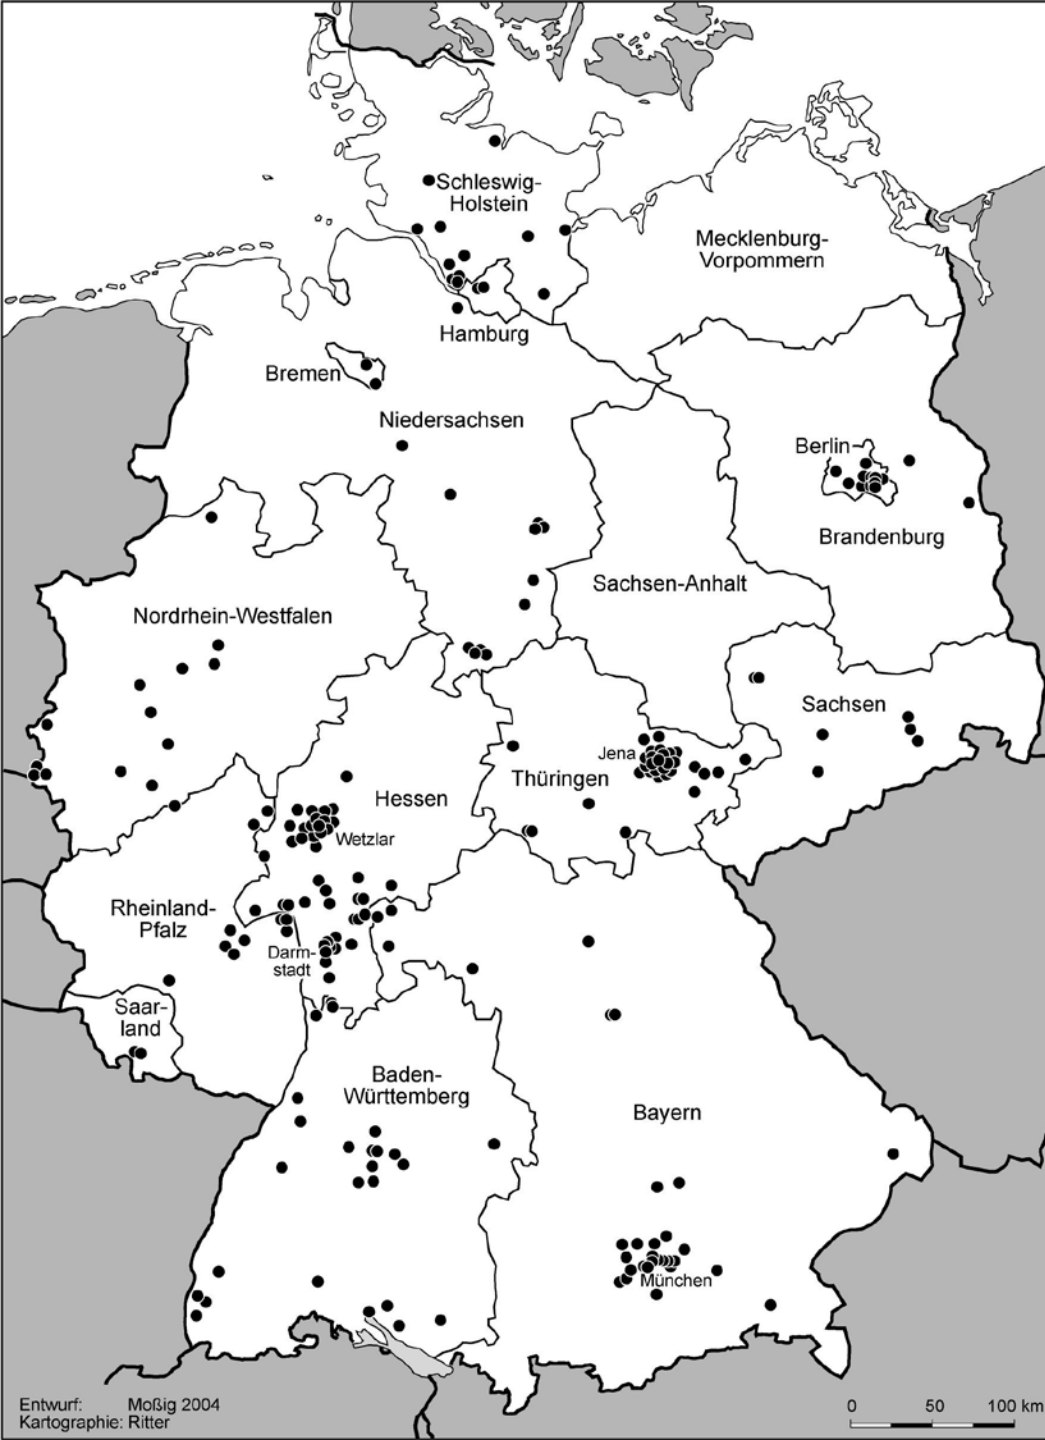 Schleswig-
Holstein
Mecklenburg-
Vorpommern
Hamburg
Bremen
Niedersachsen
Berlin
Brandenburg
Sachsen-Anhalt
Nordrhein-Westfalen
Sachsen
Jena
Thüringen
Hessen
Wetzlar
Rheinland-
Pfalz
Darm-
stadt
Saar-
land
Baden-
Württemberg
Bayern
München
Entwurf: Moßig 2004
Kartographie: Ritter
0 50 100 km